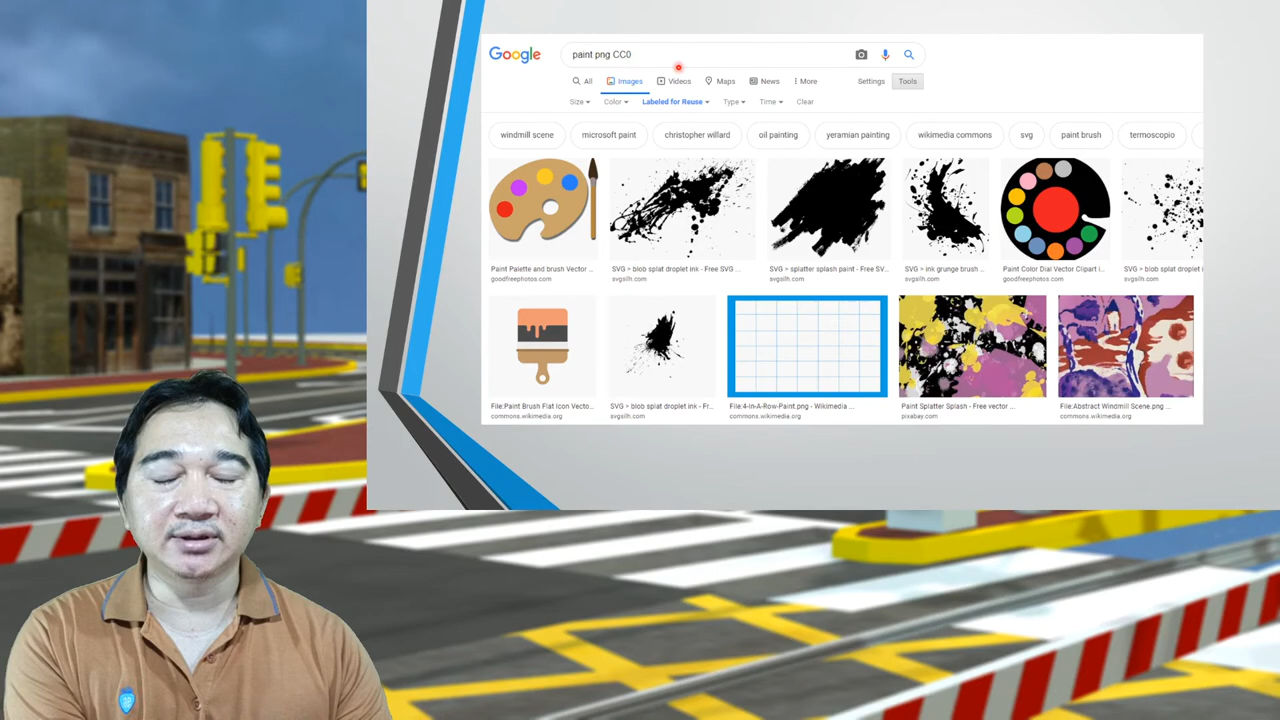 Google
paint png CC0
All Images Videos Maps News More Settings Tools
Size Color Labeled for Reuse Type Time Clear
windmill scene microsoft paint christopher willard oil painting yeramian painting wikimedia commons svg paint brush termoscopio
Paint Palette and brush Vector ...
goodfreephotos.com
SVG > blob splat droplet ink - Free SVG ...
svgsilh.com
SVG > splatter splash paint - Free SV...
svgsilh.com
SVG > ink grunge brush ...
svgsilh.com
Paint Color Dial Vector Clipart i...
goodfreephotos.com
SVG > blob splat droplet i
svgsilh.com
File:Paint Brush Flat Icon Vecto...
commons.wikimedia.org
SVG > blob splat droplet ink - Fr...
svgsilh.com
File:4-In-A-Row-Paint.png - Wikimedia ...
commons.wikimedia.org
Paint Splatter Splash - Free vector ...
pixabay.com
File:Abstract Windmill Scene.png ...
commons.wikimedia.org